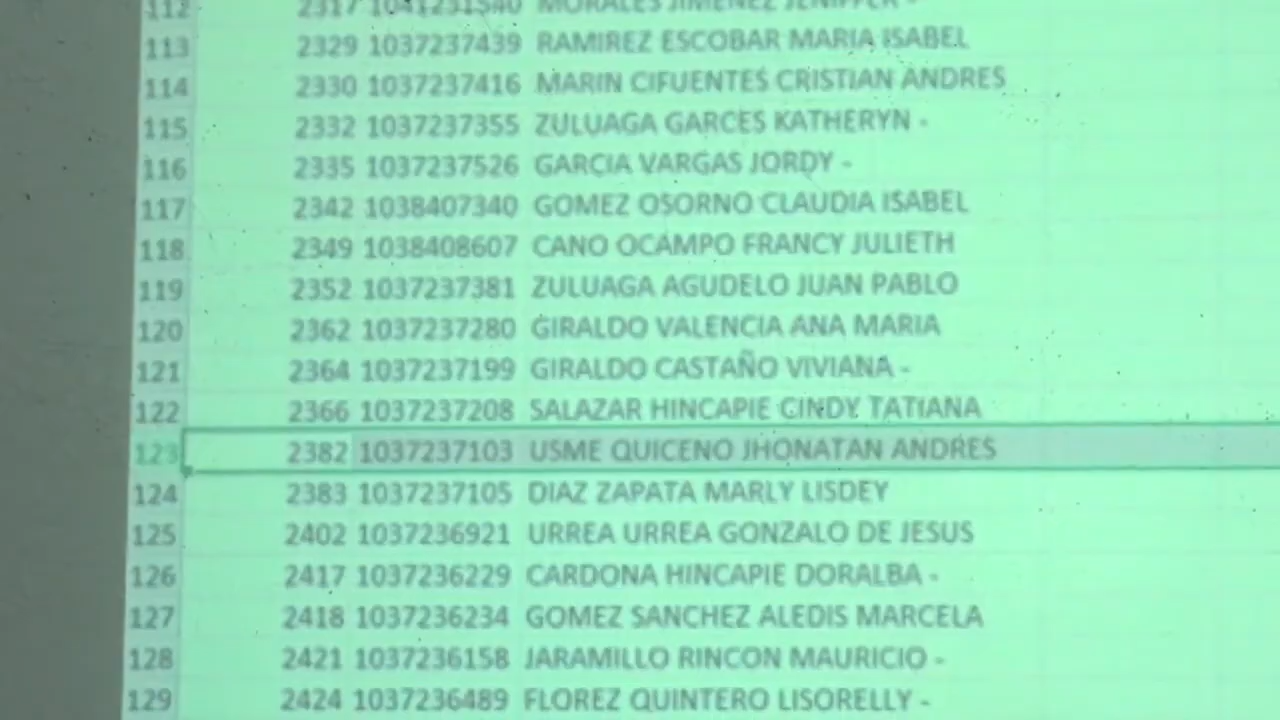 112 2317 1041231540 MORALES JIMENEZ JENIFFER -
113 2329 1037237439 RAMIREZ ESCOBAR MARIA ISABEL
114 2330 1037237416 MARIN CIFUENTES CRISTIAN ANDRES
115 2332 1037237355 ZULUAGA GARCES KATHERYN -
116 2335 1037237526 GARCIA VARGAS JORDY -
117 2342 1038407340 GOMEZ OSORNO CLAUDIA ISABEL
118 2349 1038408607 CANO OCAMPO FRANCY JULIETH
119 2352 1037237381 ZULUAGA AGUDELO JUAN PABLO
120 2362 1037237280 GIRALDO VALENCIA ANA MARIA
121 2364 1037237199 GIRALDO CASTAÑO VIVIANA -
122 2366 1037237208 SALAZAR HINCAPIE CINDY TATIANA
123 2382 1037237103 USME QUICENO JHONATAN ANDRES
124 2383 1037237105 DIAZ ZAPATA MARLY LISDEY
125 2402 1037236921 URREA URREA GONZALO DE JESUS
126 2417 1037236229 CARDONA HINCAPIE DORALBA -
127 2418 1037236234 GOMEZ SANCHEZ ALEDIS MARCELA
128 2421 1037236158 JARAMILLO RINCON MAURICIO -
129 2424 1037236489 FLOREZ QUINTERO LISORELLY -